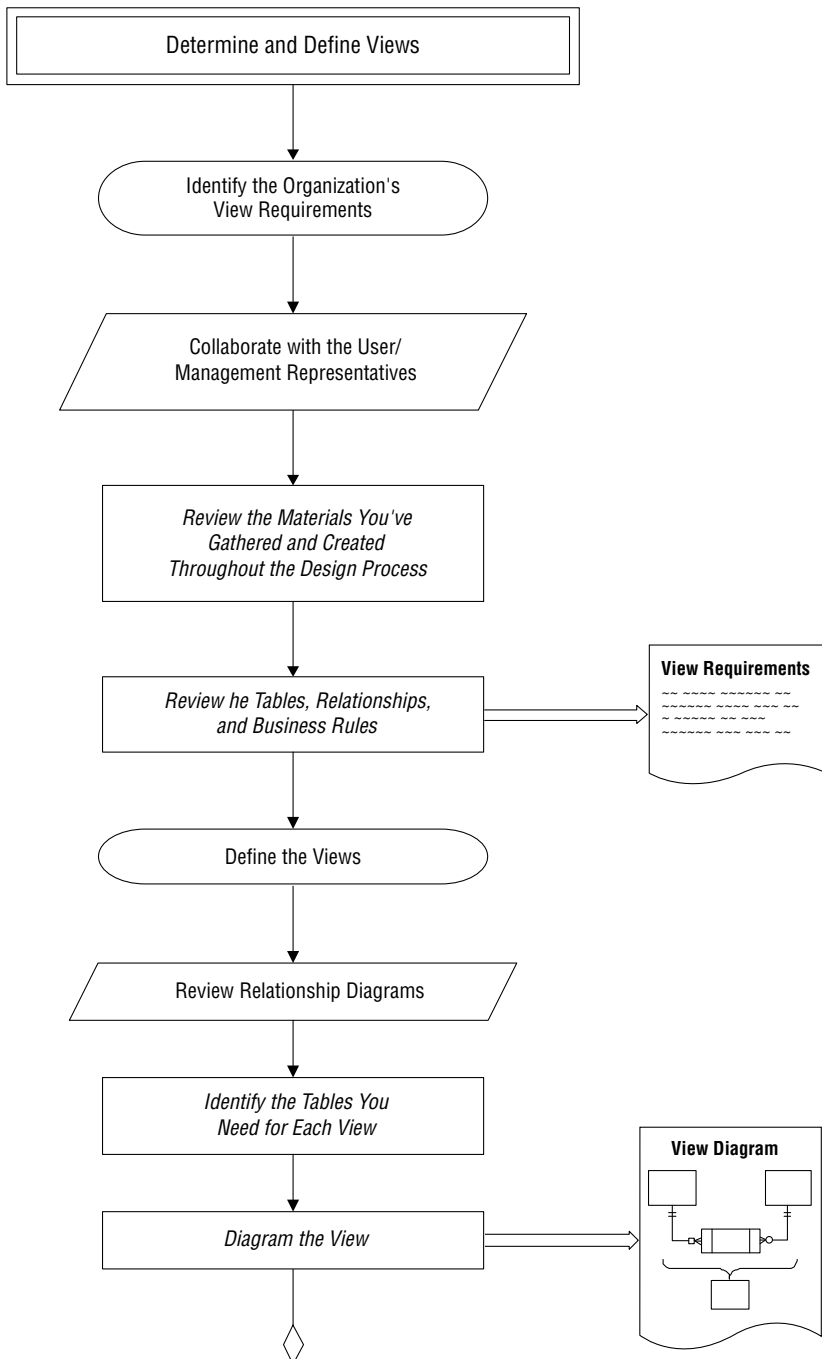 Determine and Define Views
Identify the Organization's
View Requirements
Collaborate with the User/
Management Representatives
Review the Materials You've
Gathered and Created
Throughout the Design Process
Review he Tables, Relationships,
and Business Rules
View Requirements
~~ ~~~~ ~~~~~~ ~~
~~~~~~ ~~~~ ~~~ ~~
~ ~~~~~ ~~ ~~~
~~~~~~ ~~~ ~~~ ~~
Define the Views
Review Relationship Diagrams
Identify the Tables You
Need for Each View
Diagram the View
View Diagram